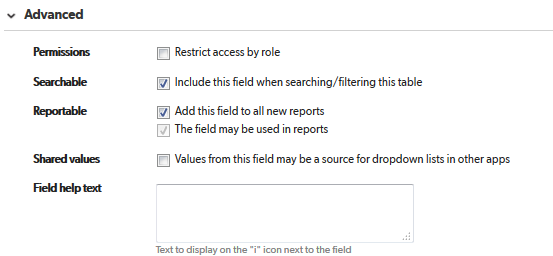 Advanced
Permissions Restrict access by role
Searchable Include this field when searching/filtering this table
Reportable Add this field to all new reports
The field may be used in reports
Shared values Values from this field may be a source for dropdown lists in other apps
Field help text
Text to display on the "i" icon next to the field